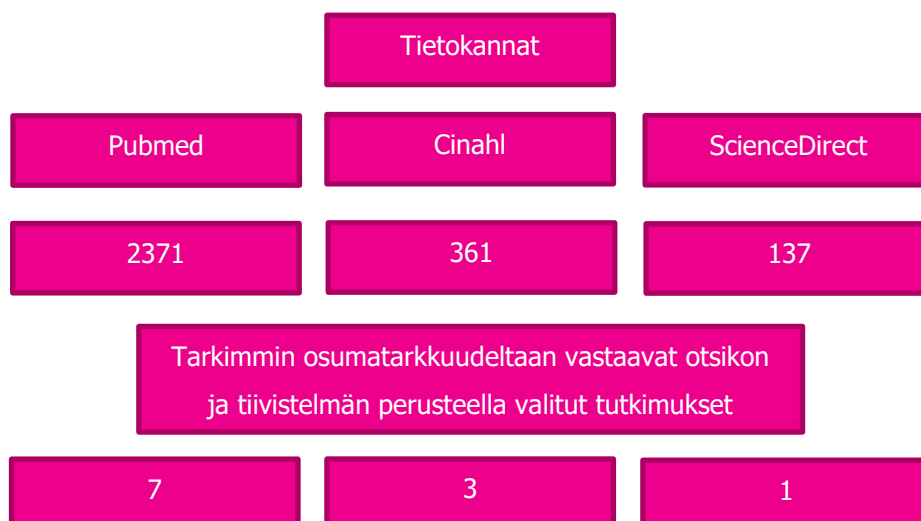 Tietokannat
Pubmed
Cinahl
ScienceDirect
2371
361
137
Tarkimmin osumatarkkuudeltaan vastaavat otsikon
ja tiivistelmän perusteella valitut tutkimukset
7
3
1